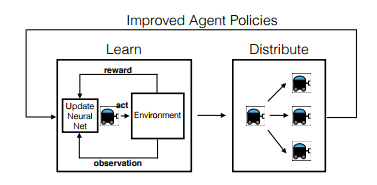 Improved Agent Policies
Learn
Distribute
reward
Update
Neural
Net
act
Environment
observation